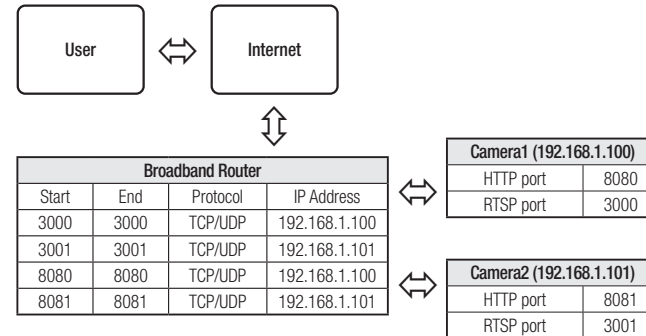 User
Internet
Broadband Router
Start End Protocol IP Address
3000 3000 TCP/UDP 192.168.1.100
3001 3001 TCP/UDP 192.168.1.101
8080 8080 TCP/UDP 192.168.1.100
8081 8081 TCP/UDP 192.168.1.101
Camera1 (192.168.1.100)
HTTP port 8080
RTSP port 3000
Camera2 (192.168.1.101)
HTTP port 8081
RTSP port 3001